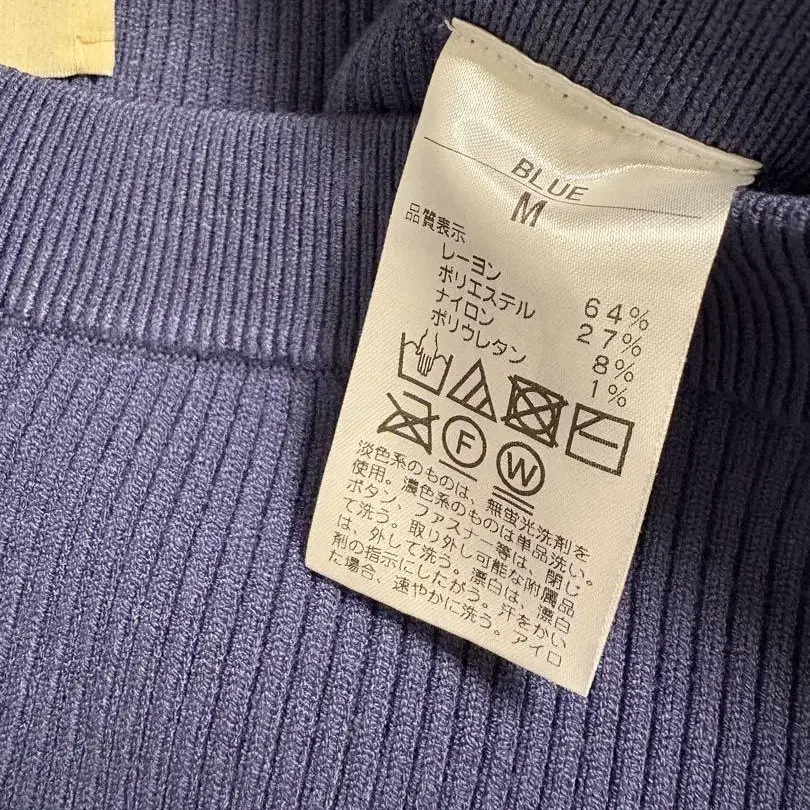 BLUE
M
品質表示
レーヨン 64%
ポリエステル 27%
ナイロン 8%
ポリウレタン 1%
F
W
淡色系のものは、無蛍光洗剤を
使用。濃色系のものは単品洗い。
ボタン、ファスナー等は、閉じ
て洗う。取り外し可能な附属品
は、外して洗う。漂白は、漂白
剤の指示にしたがう。汗をかい
た場合、速やかに洗う。アイロ